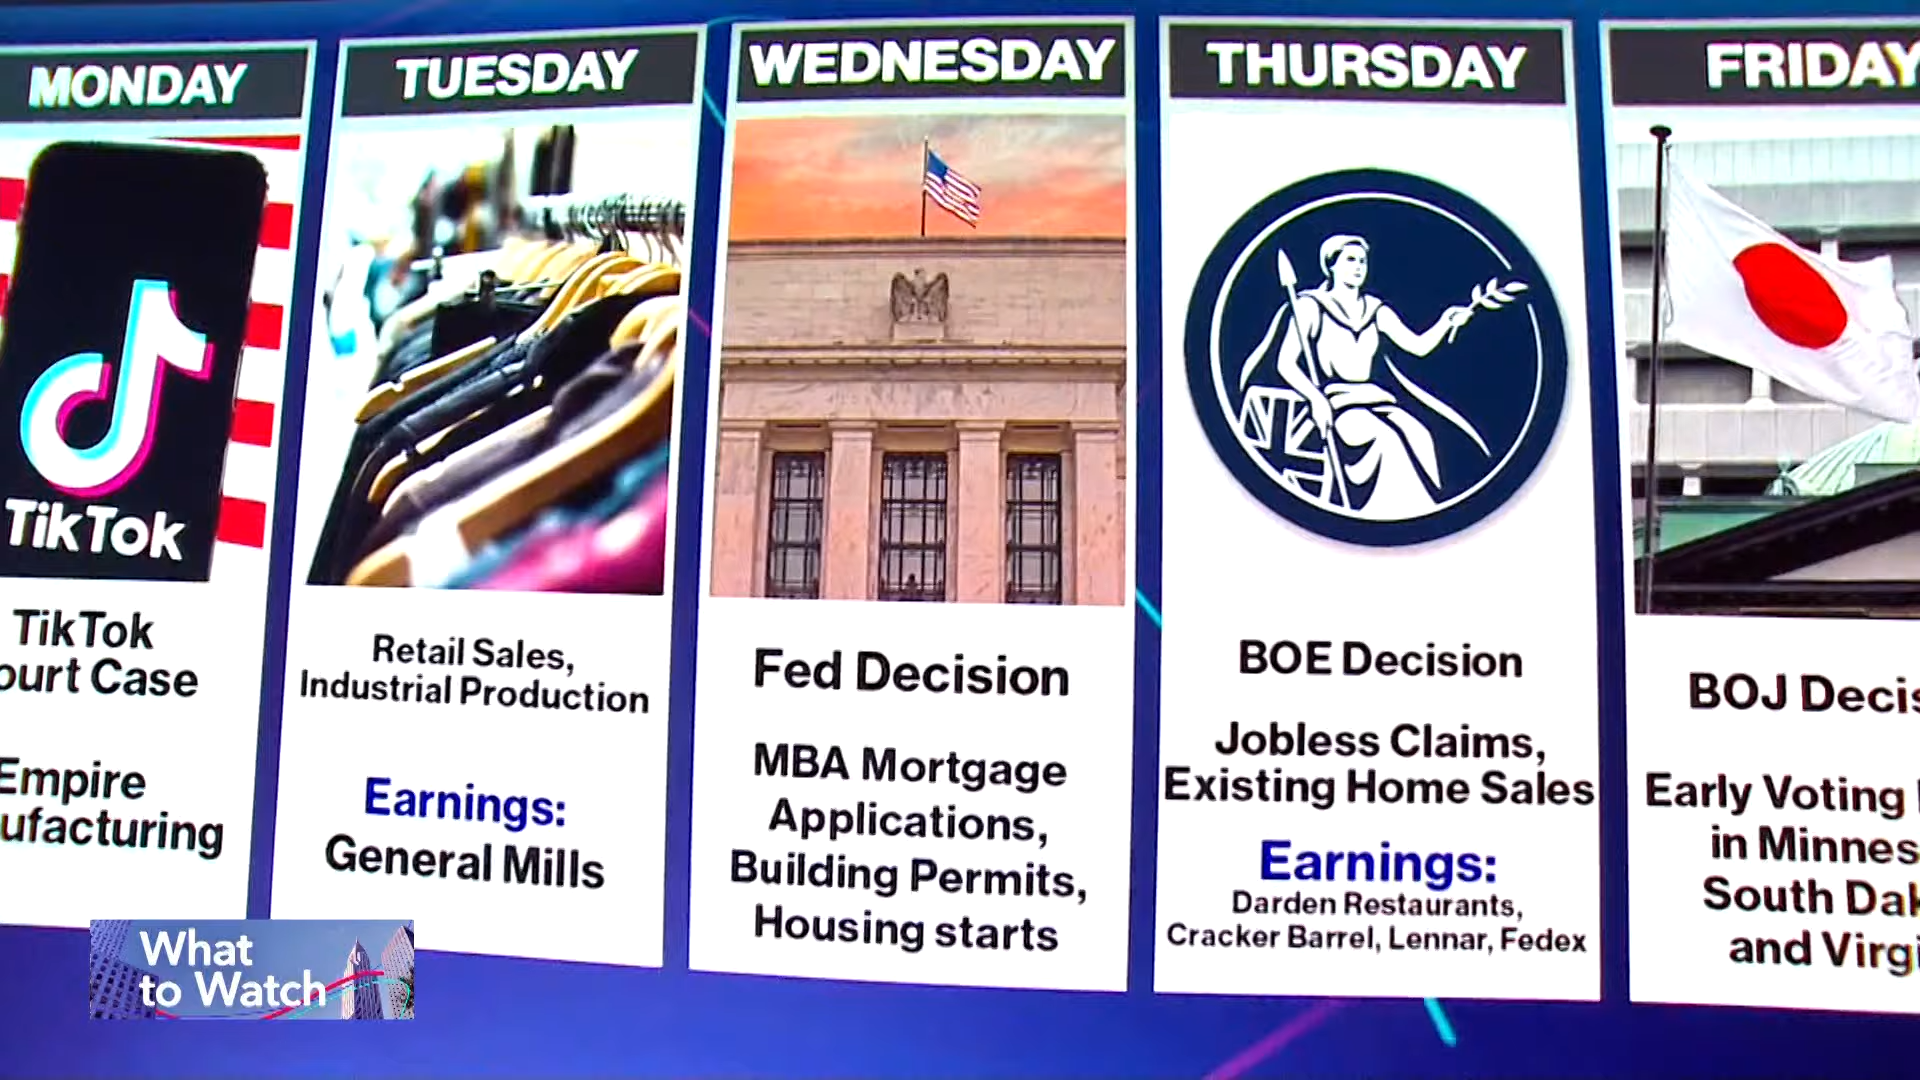 MONDAY
TikTok
TikTok
ourt Case
Empire
ufacturing
TUESDAY
Retail Sales,
Industrial Production
Earnings:
General Mills
WEDNESDAY
Fed Decision
MBA Mortgage
Applications,
Building Permits,
Housing starts
THURSDAY
BOE Decision
Jobless Claims,
Existing Home Sales
Earnings:
Darden Restaurants,
Cracker Barrel, Lennar, Fedex
FRIDAY
BOJ Decis
Early Voting
in Minnes
South Dak
and Virgi
What
to Watch